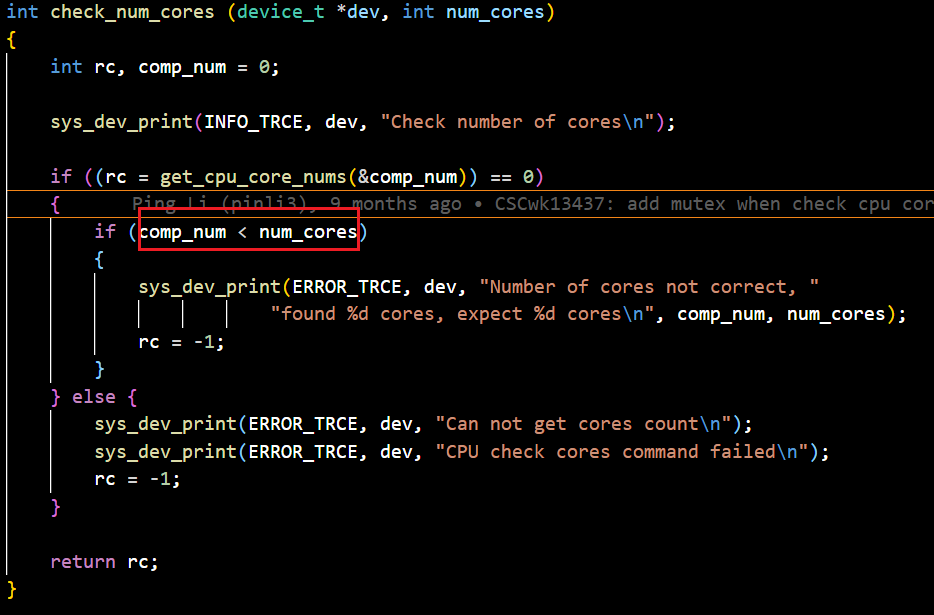 int check_num_cores (device_t *dev, int num_cores)
{
    int rc, comp_num = 0;

    sys_dev_print(INFO_TRCE, dev, "Check number of cores\n");

    if ((rc = get_cpu_core_nums(&comp_num)) == 0)
    {       Ping Li (pinli3), 9 months ago • CSCwk13437: add mutex when check cpu cor
        if (comp_num < num_cores)
        {
            sys_dev_print(ERROR_TRCE, dev, "Number of cores not correct, "
                        "found %d cores, expect %d cores\n", comp_num, num_cores);
            rc = -1;
        }
    } else {
        sys_dev_print(ERROR_TRCE, dev, "Can not get cores count\n");
        sys_dev_print(ERROR_TRCE, dev, "CPU check cores command failed\n");
        rc = -1;
    }

    return rc;
}